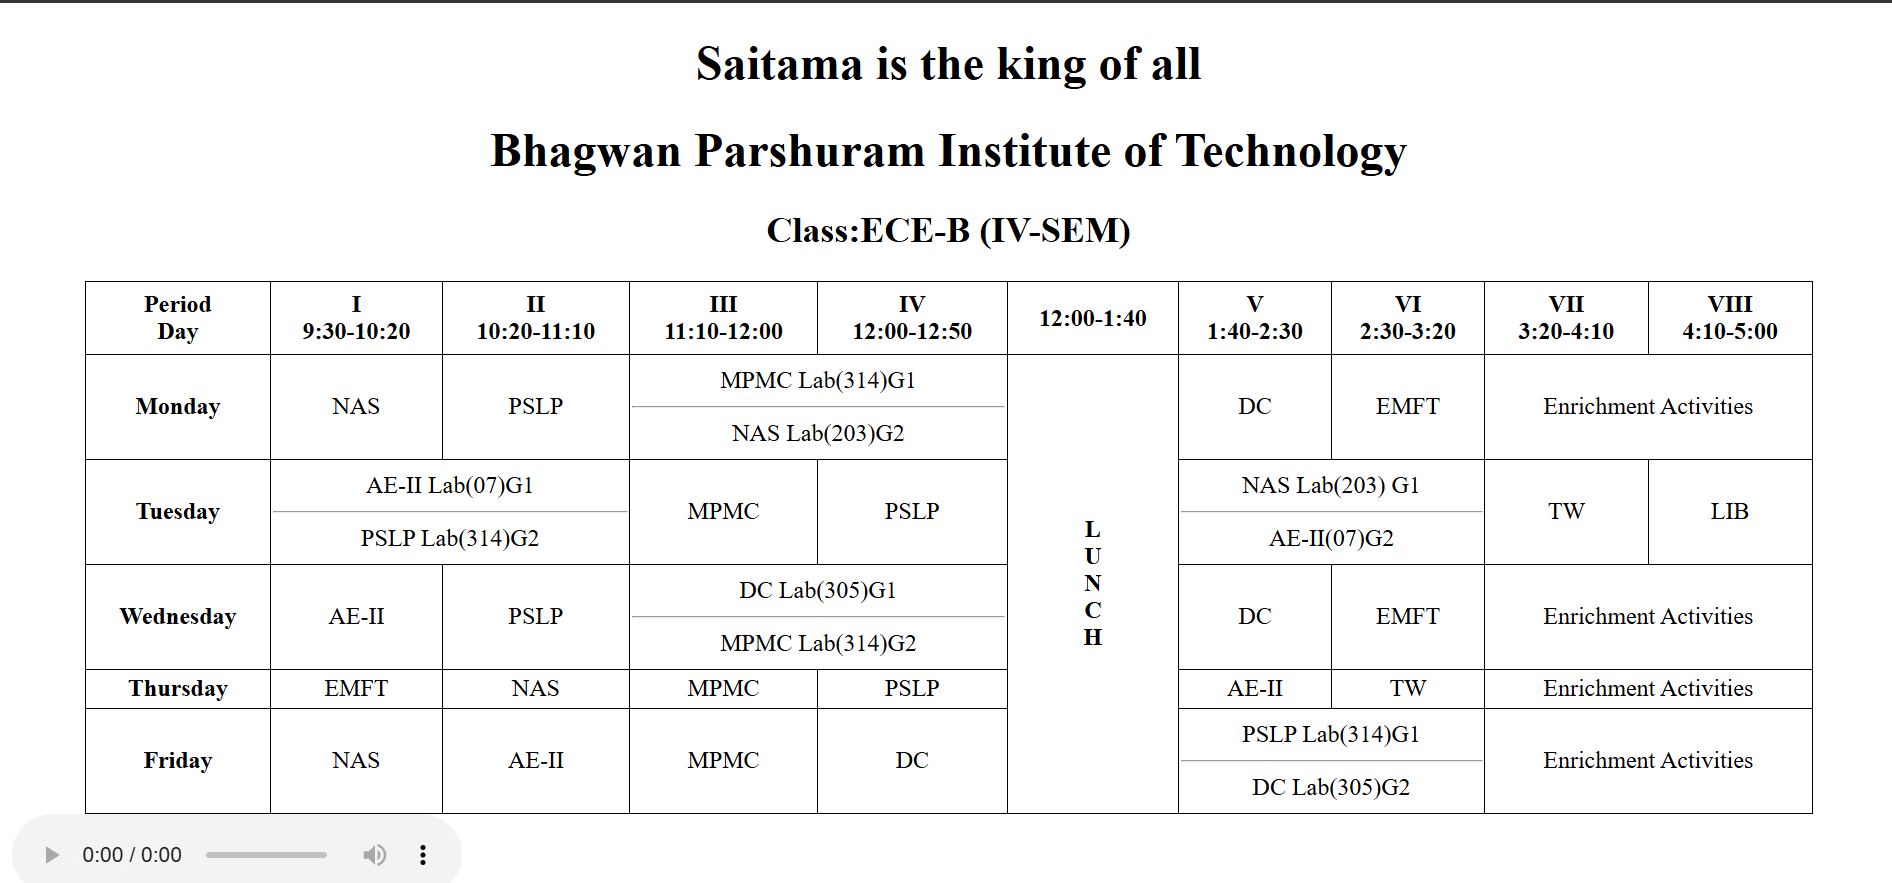 Saitama is the king of all
Bhagwan Parshuram Institute of Technology
Class:ECE-B (IV-SEM)
Period Day I 9:30-10:20 II 10:20-11:10 III 11:10-12:00 IV 12:00-12:50 12:00-1:40 V 1:40-2:30 VI 2:30-3:20 VII 3:20-4:10 VIII 4:10-5:00
Monday NAS PSLP MPMC Lab(314)G1 NAS Lab(203)G2 DC EMFT Enrichment Activities
Tuesday AE-II Lab(07)G1 PSLP Lab(314)G2 MPMC PSLP NAS Lab(203) G1 AE-II(07)G2 TW LIB
L
U
N
C
H
Wednesday AE-II PSLP DC Lab(305)G1 MPMC Lab(314)G2 DC EMFT Enrichment Activities
Thursday EMFT NAS MPMC PSLP AE-II TW Enrichment Activities
Friday NAS AE-II MPMC DC PSLP Lab(314)G1 DC Lab(305)G2 Enrichment Activities
0:00 / 0:00